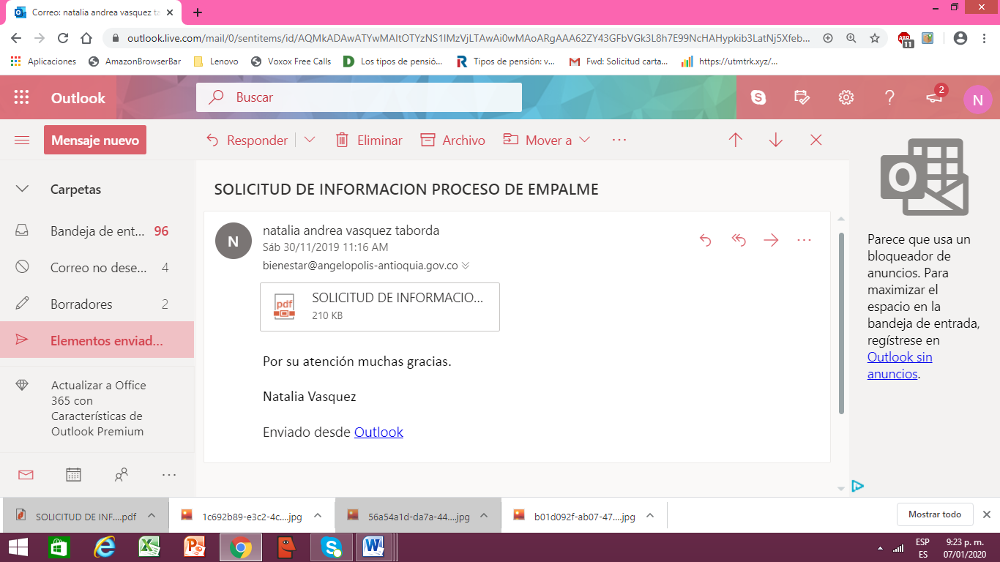 Correo: natalia andrea vasquez ta
outlook.live.com/mail/0/sentitems/id/AQMkADAwATYwMAItOTYzNS1lMzVjLTAwAi0wMAoARgAAA62ZY43GFbVGk3L8h7E99NcHAHypkib3LatNj5Xfeb...
11
Aplicaciones AmazonBrowserBar Lenovo Voxox Free Calls Los tipos de pensió... Tipos de pensión: v... Fwd: Solicitud carta... https://utmtrk.xyz/...
Outlook Buscar 2 N
Mensaje nuevo Responder Eliminar Archivo Mover a
Carpetas
Bandeja de ent... 96
Correo no dese... 4
Borradores 2
Elementos enviad...
Actualizar a Office
365 con
Características de
Outlook Premium
SOLICITUD DE INFORMACION PROCESO DE EMPALME
N
natalia andrea vasquez taborda
Sáb 30/11/2019 11:16 AM
bienestar@angelopolis-antioquia.gov.co
pdf
SOLICITUD DE INFORMACIO...
210 KB
Por su atención muchas gracias.
Natalia Vasquez
Enviado desde Outlook
Parece que usa un
bloqueador de
anuncios. Para
maximizar el
espacio en la
bandeja de entrada,
regístrese en
Outlook sin
anuncios.
SOLICITUD DE INF....pdf 1c692b89-e3c2-4c....jpg 56a54a1d-da7a-44....jpg b01d092f-ab07-47....jpg Mostrar todo
ESP
ES
9:23 p. m.
07/01/2020